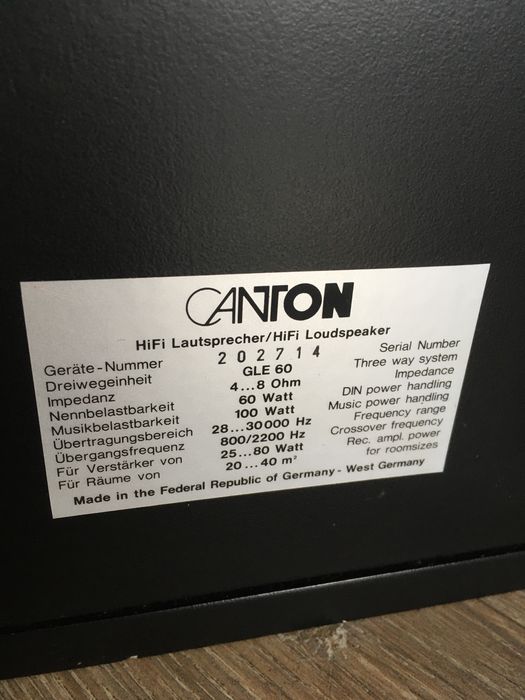 CANTON
HiFi Lautsprecher/HiFi Loudspeaker
Geräte-Nummer 202714 Serial Number
Dreiwegeinheit GLE 60 Three way system
Impedanz 4...8 Ohm Impedance
Nennbelastbarkeit 60 Watt DIN power handling
Musikbelastbarkeit 100 Watt Music power handling
Übertragungsbereich 28...30000 Hz Frequency range
Übergangsfrequenz 800/2200 Hz Crossover frequency
Für Verstärker von 25...80 Watt Rec. ampl. power
Für Räume von 20...40 m² for roomsizes
Made in the Federal Republic of Germany - West Germany